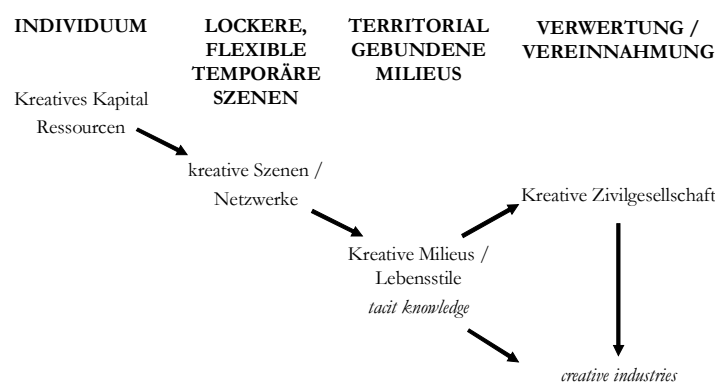 INDIVIDUUM
LOCKERE,
FLEXIBLE
TEMPORÄRE
SZENEN
TERRITORIAL
GEBUNDENE
MILIEUS
VERWERTUNG /
VEREINNAHMUNG
Kreatives Kapital
Ressourcen
kreative Szenen /
Netzwerke
Kreative Milieus /
Lebensstile
tacit knowledge
Kreative Zivilgesellschaft
creative industries